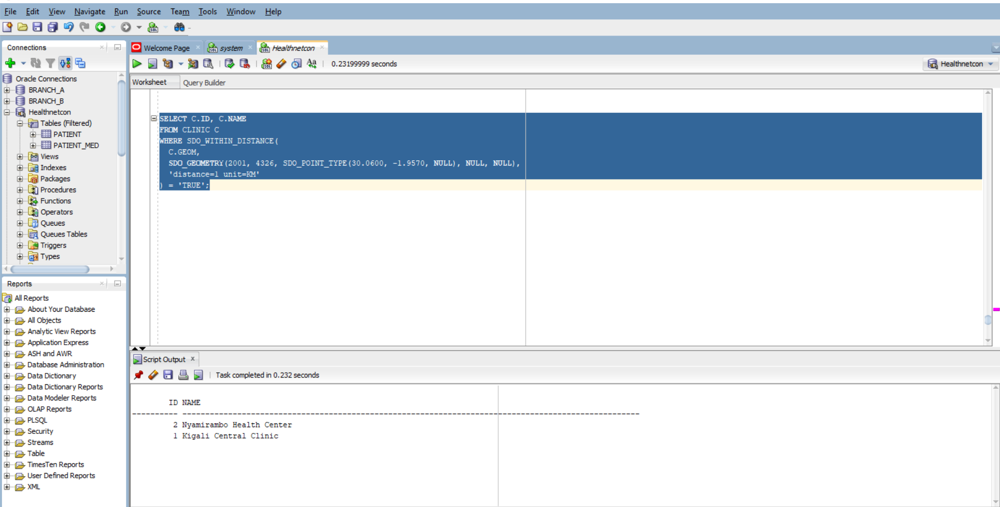 File Edit View Navigate Run Source Team Tools Window Help
Connections
Oracle Connections
BRANCH_A
BRANCH_B
Healthnetcon
Tables (Filtered)
PATIENT
PATIENT_MED
Views
Indexes
Packages
Procedures
Functions
Operators
Queues
Queues Tables
Triggers
Types
Reports
All Reports
About Your Database
All Objects
Analytic View Reports
Application Express
ASH and AWR
Database Administration
Data Dictionary
Data Dictionary Reports
Data Modeler Reports
OLAP Reports
PLSQL
Security
Streams
Table
TimesTen Reports
User Defined Reports
XML
Welcome Page system Healthnetcon
0.23199999 seconds
Healthnetcon
Worksheet Query Builder
SELECT C.ID, C.NAME
FROM CLINIC C
WHERE SDO_WITHIN_DISTANCE(
C.GEOM,
SDO_GEOMETRY(2001, 4326, SDO_POINT_TYPE(30.0600, -1.9570, NULL), NULL, NULL),
'distance=1 unit=KM'
) = 'TRUE';
Script Output
Task completed in 0.232 seconds
ID NAME
---------- ----------------------------------------------------------------------------------------------------
2 Nyamirambo Health Center
1 Kigali Central Clinic